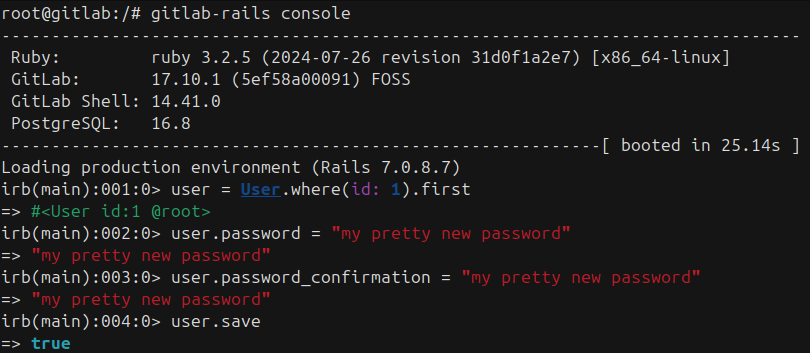 root@gitlab:/# gitlab-rails console
--------------------------------------------------------------------------------
 Ruby:         ruby 3.2.5 (2024-07-26 revision 31d0f1a2e7) [x86_64-linux]
 GitLab:       17.10.1 (5ef58a00091) FOSS
 GitLab Shell: 14.41.0
 PostgreSQL:   16.8
------------------------------------------------------------[ booted in 25.14s ]
Loading production environment (Rails 7.0.8.7)
irb(main):001:0> user = User.where(id: 1).first
=> #<User id:1 @root>
irb(main):002:0> user.password = "my pretty new password"
=> "my pretty new password"
irb(main):003:0> user.password_confirmation = "my pretty new password"
=> "my pretty new password"
irb(main):004:0> user.save
=> true